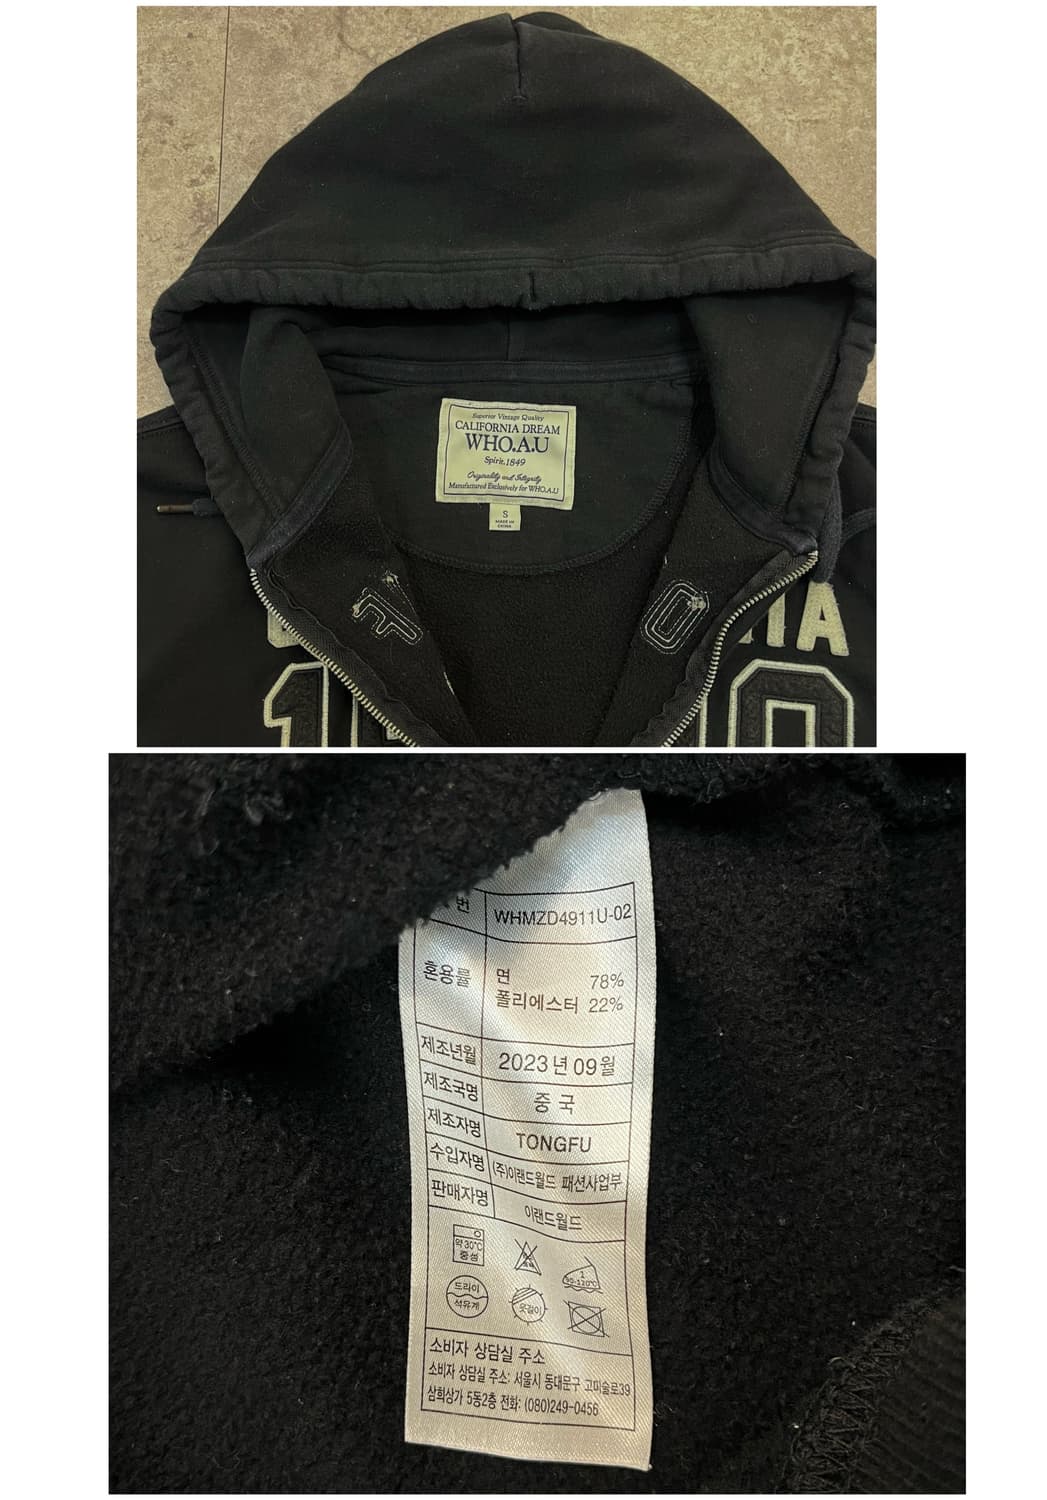 Superior Vintage Quality
CALIFORNIA DREAM
WHO.A.U
Spirit.1849
Originality and Integrity
Manufactured Exclusively for WHO.A.U
S
MADE IN
CHINA
번 WHMZD4911U-02
혼용률 면 78%
폴리에스터 22%
제조년월 2023년 09월
제조국명 중국
제조자명 TONGFU
수입자명 (주)이랜드월드 패션사업부
판매자명 이랜드월드
약30℃
중성
드라이
석유계
옷걸이
소비자 상담실 주소
소비자 상담실 주소: 서울시 동대문구 고미술로39
삼희상가 5동2층 전화: (080)249-0456